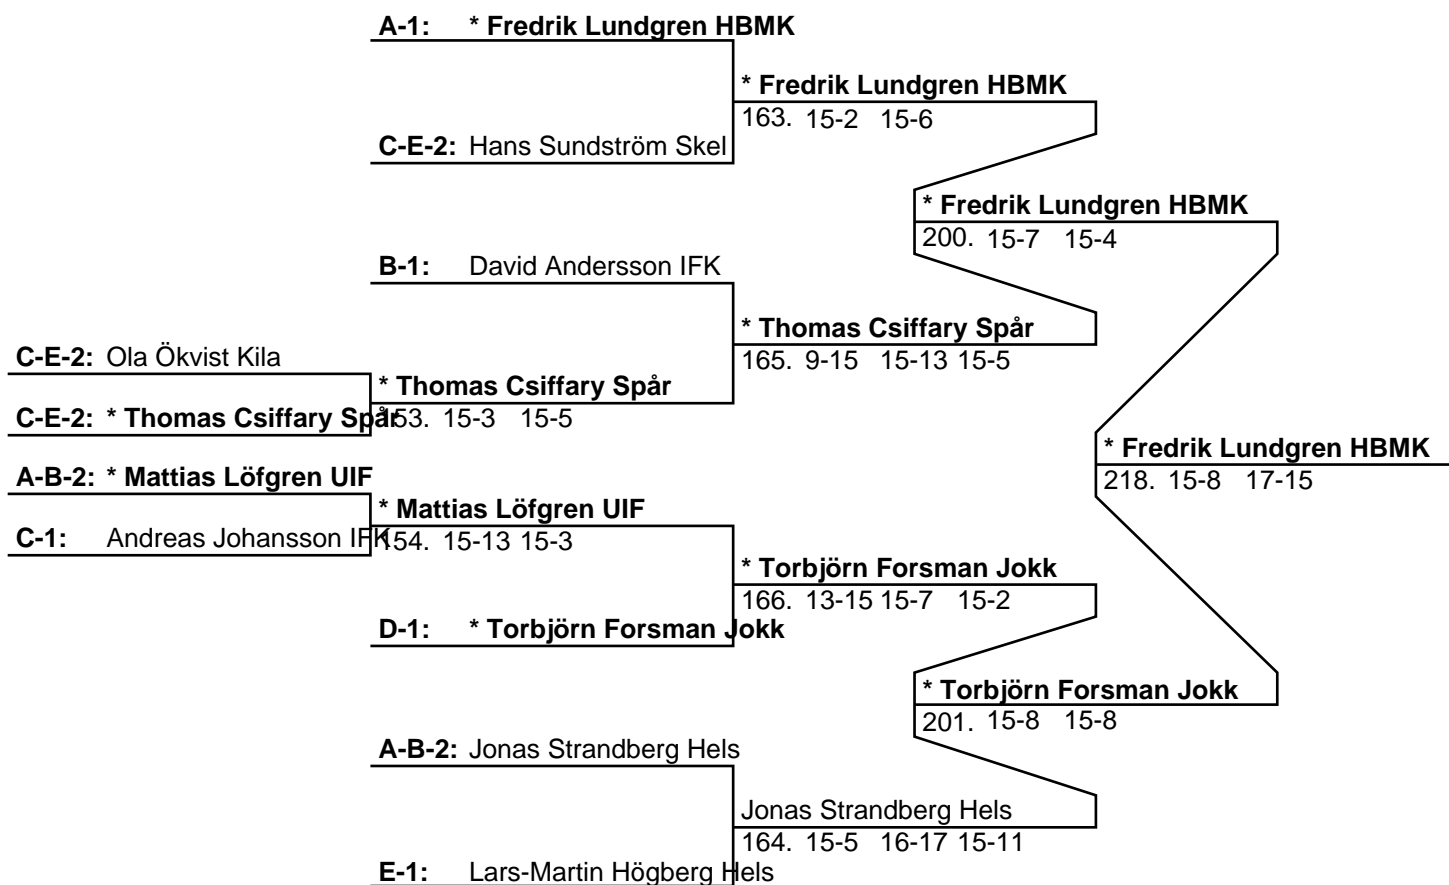 A-1: * Fredrik Lundgren HBMK
* Fredrik Lundgren HBMK
163. 15-2 15-6
C-E-2: Hans Sundström Skel
* Fredrik Lundgren HBMK
200. 15-7 15-4
B-1: David Andersson IFK
* Thomas Csiffary Spår
165. 9-15 15-13 15-5
C-E-2: Ola Ökvist Kila
* Thomas Csiffary Spår
153. 15-3 15-5
C-E-2: * Thomas Csiffary Spår
* Fredrik Lundgren HBMK
218. 15-8 17-15
A-B-2: * Mattias Löfgren UIF
* Mattias Löfgren UIF
154. 15-13 15-3
C-1: Andreas Johansson IFK
* Torbjörn Forsman Jokk
166. 13-15 15-7 15-2
D-1: * Torbjörn Forsman Jokk
* Torbjörn Forsman Jokk
201. 15-8 15-8
A-B-2: Jonas Strandberg Hels
Jonas Strandberg Hels
164. 15-5 16-17 15-11
E-1: Lars-Martin Högberg Hels